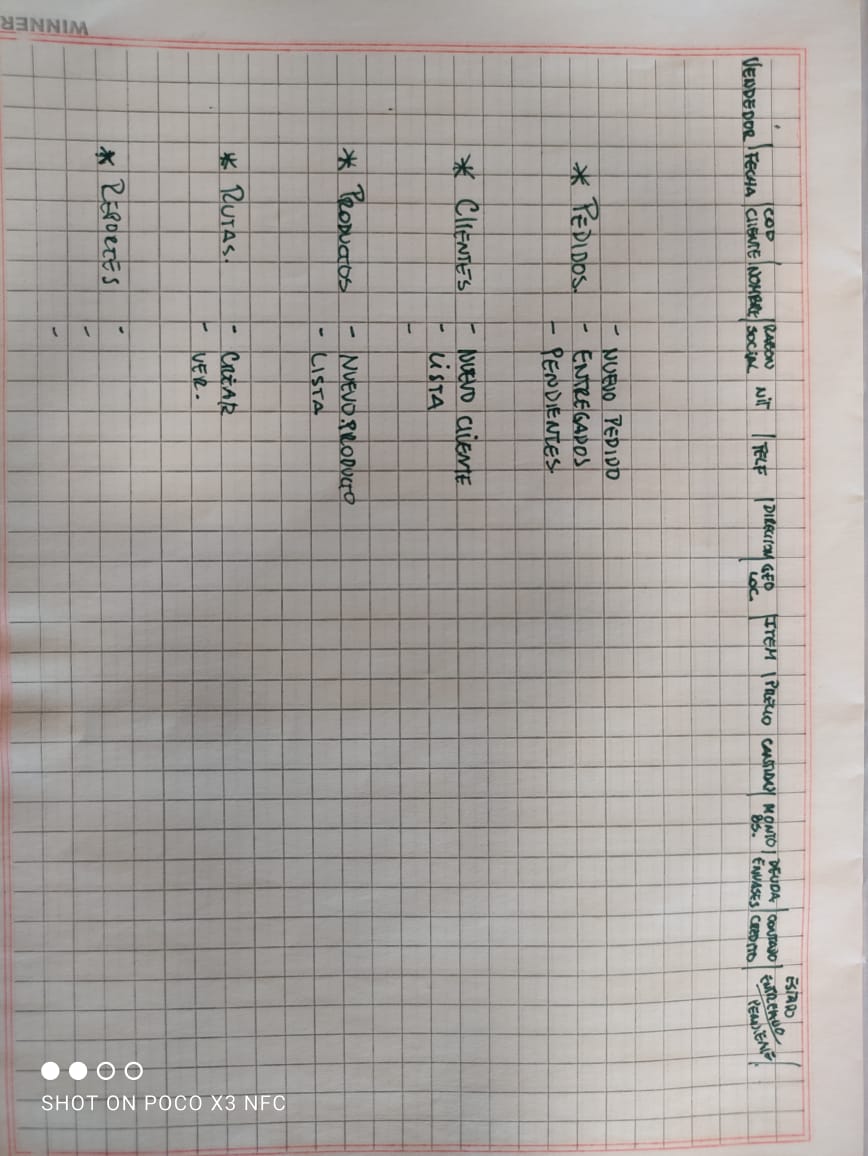 VENDEDOR | FECHA | COD CLIENTE | NOMBRE | RAZON SOCIAL | NIT | TELF | DIRECCION | GEO LOC. | ITEM | PRECIO | CANTIDAD | MONTO BS. | DEUDA ENVASES | CONTADO CREDITO | ESTADO ENTREGADO PENDIENTE |
- NUEVO PEDIDO
* PEDIDOS. - ENTREGADOS
- PENDIENTES
* CLIENTES - NUEVO CLIENTE
- LISTA
-
* PRODUCTOS - NUEVO PRODUCTO
- LISTA
* RUTAS. - CREAR
- VER.
* REPORTES -
-
-
WINNER
SHOT ON POCO X3 NFC